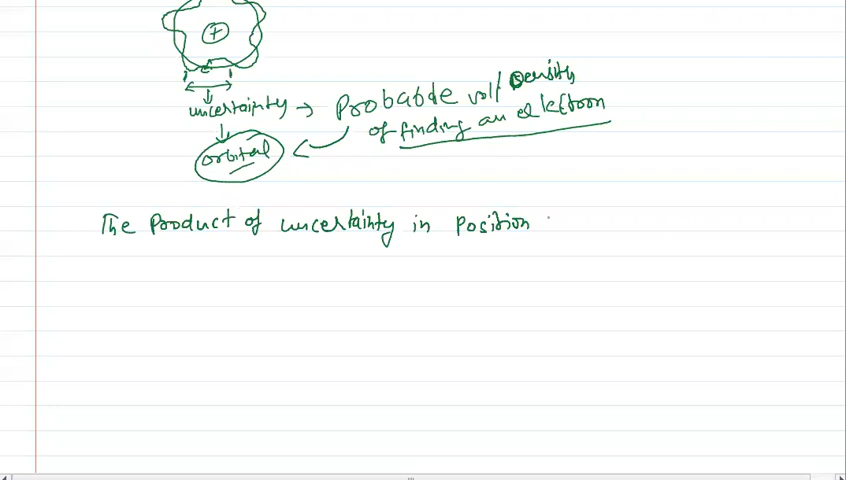 +
e-
uncertainty → Probable vol/ Density
of finding an electron
orbital
The Product of uncertainty in Position